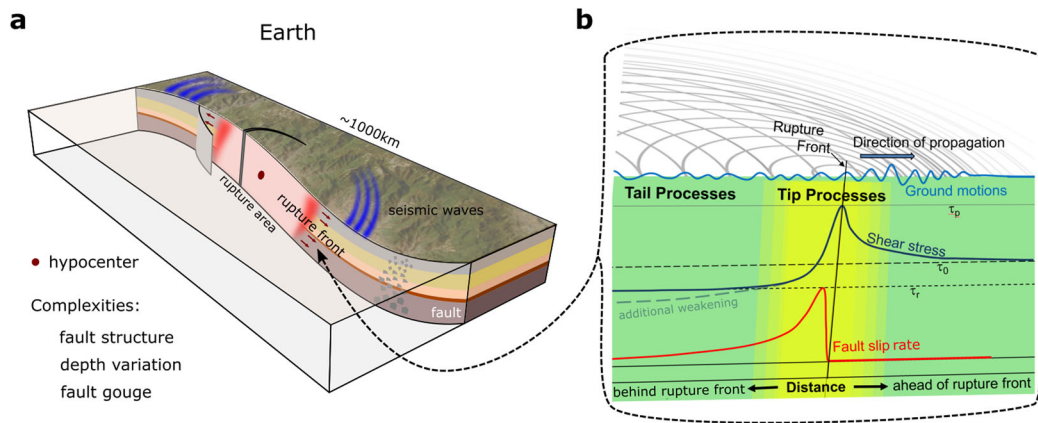 a
Earth
~1000km
rupture area
rupture front
seismic waves
fault
hypocenter
Complexities:
fault structure
depth variation
fault gouge
b
Rupture
Front
Direction of propagation
Tail Processes
Tip Processes
Ground motions
τp
Shear stress
τ0
τr
additional weakening
Fault slip rate
behind rupture front
Distance
ahead of rupture front